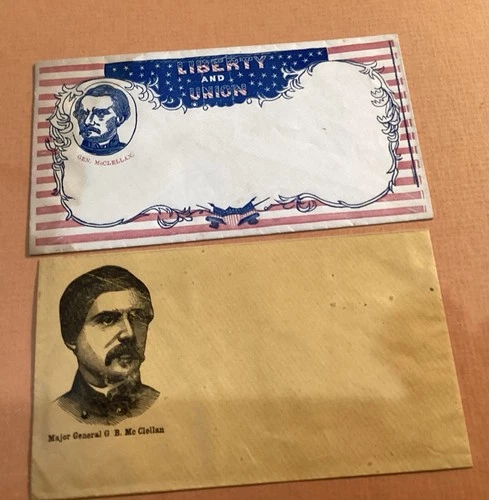 LIBERTY
AND
UNION
GEN. McCLELLAN.
Major General G B. Mc Clellan